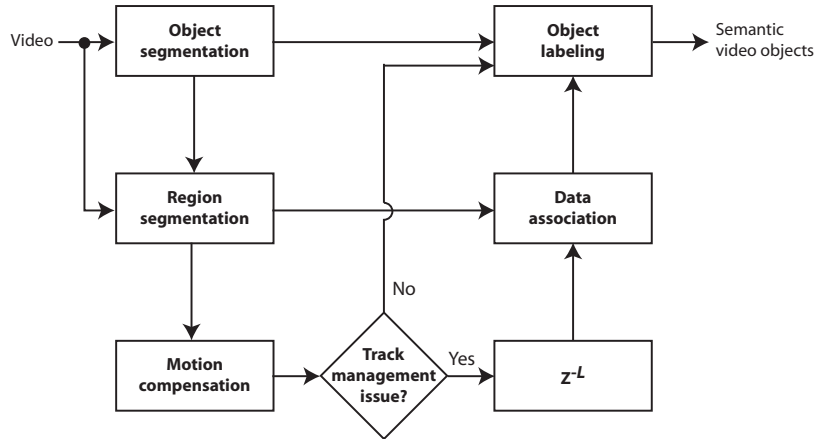 Video
Object
segmentation
Object
labeling
Semantic
video objects
Region
segmentation
Data
association
No
Motion
compensation
Track
management
issue?
Yes
z-L